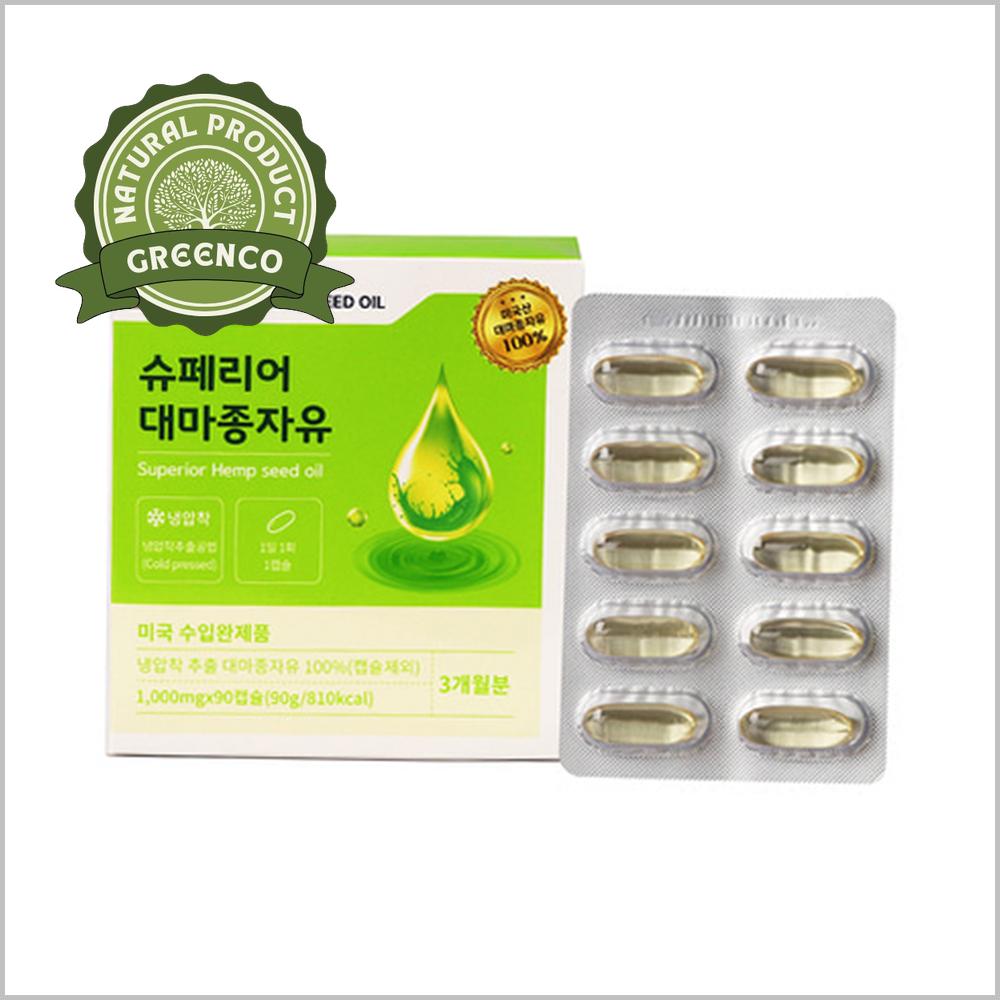 NATURAL PRODUCT
GREENCO
SEED OIL
미국산
대마종자유
100%
슈페리어
대마종자유
Superior Hemp seed oil
냉압착
냉압착추출공법
(Cold pressed)
1일 1회
1캡슐
미국 수입완제품
냉압착 추출 대마종자유 100%(캡슐제외)
1,000mgx90캡슐(90g/810kcal)
3개월분